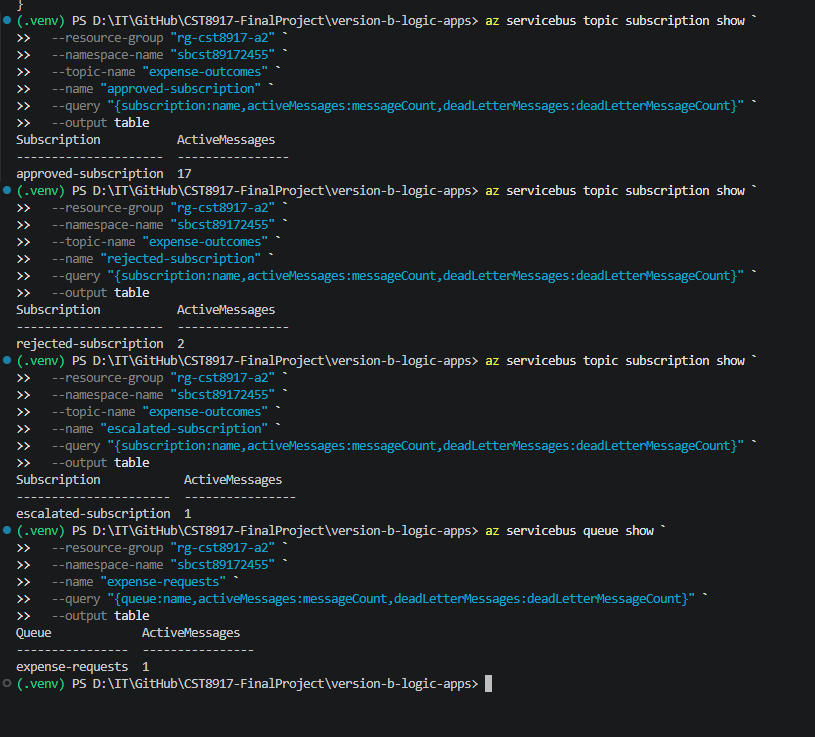 }
(.venv) PS D:\IT\GitHub\CST8917-FinalProject\version-b-logic-apps> az servicebus topic subscription show `
>>   --resource-group "rg-cst8917-a2" `
>>   --namespace-name "sbcst89172455" `
>>   --topic-name "expense-outcomes" `
>>   --name "approved-subscription" `
>>   --query "{subscription:name,activeMessages:messageCount,deadLetterMessages:deadLetterMessageCount}" `
>>   --output table
Subscription           ActiveMessages
---------------------  ----------------
approved-subscription  17
(.venv) PS D:\IT\GitHub\CST8917-FinalProject\version-b-logic-apps> az servicebus topic subscription show `
>>   --resource-group "rg-cst8917-a2" `
>>   --namespace-name "sbcst89172455" `
>>   --topic-name "expense-outcomes" `
>>   --name "rejected-subscription" `
>>   --query "{subscription:name,activeMessages:messageCount,deadLetterMessages:deadLetterMessageCount}" `
>>   --output table
Subscription           ActiveMessages
---------------------  ----------------
rejected-subscription  2
(.venv) PS D:\IT\GitHub\CST8917-FinalProject\version-b-logic-apps> az servicebus topic subscription show `
>>   --resource-group "rg-cst8917-a2" `
>>   --namespace-name "sbcst89172455" `
>>   --topic-name "expense-outcomes" `
>>   --name "escalated-subscription" `
>>   --query "{subscription:name,activeMessages:messageCount,deadLetterMessages:deadLetterMessageCount}" `
>>   --output table
Subscription            ActiveMessages
----------------------  ----------------
escalated-subscription  1
(.venv) PS D:\IT\GitHub\CST8917-FinalProject\version-b-logic-apps> az servicebus queue show `
>>   --resource-group "rg-cst8917-a2" `
>>   --namespace-name "sbcst89172455" `
>>   --name "expense-requests" `
>>   --query "{queue:name,activeMessages:messageCount,deadLetterMessages:deadLetterMessageCount}" `
>>   --output table
Queue             ActiveMessages
----------------  ----------------
expense-requests  1
(.venv) PS D:\IT\GitHub\CST8917-FinalProject\version-b-logic-apps>